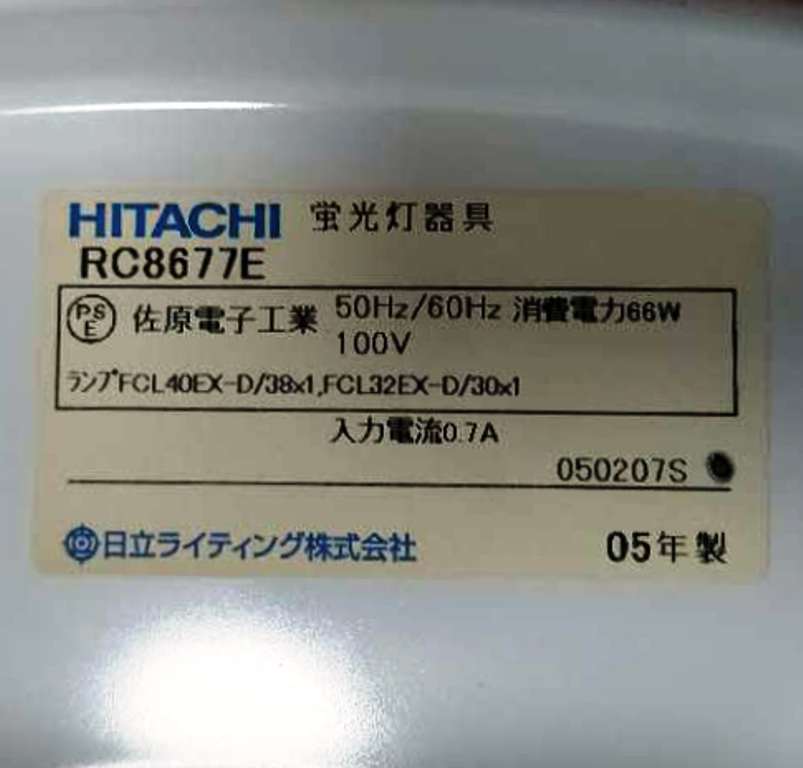 HITACHI 蛍光灯器具
RC8677E
PSE 佐原電子工業 50Hz/60Hz 消費電力66W
100V
ランプFCL40EX-D/38x1,FCL32EX-D/30x1
入力電流0.7A
050207S
日立ライティング株式会社 05年製